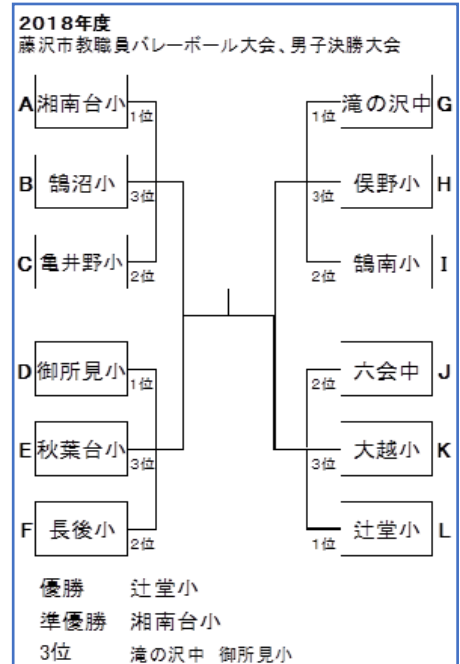 2018年度
藤沢市教職員バレーボール大会、男子決勝大会
A 湘南台小 1位
B 鵠沼小 3位
C 亀井野小 2位
D 御所見小 1位
E 秋葉台小 3位
F 長後小 2位
1位 滝の沢中 G
3位 俣野小 H
2位 鵠南小 I
2位 六会中 J
3位 大越小 K
1位 辻堂小 L
優勝 辻堂小
準優勝 湘南台小
3位 滝の沢中 御所見小